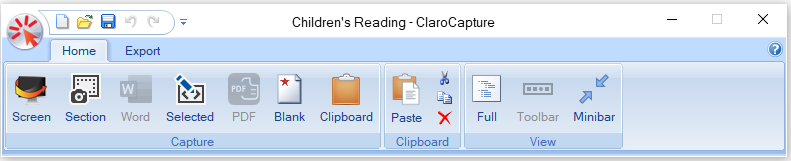 Children's Reading - ClaroCapture
Home Export
Screen Section Word Selected PDF Blank Clipboard Paste Full Toolbar Minibar
Capture Clipboard View